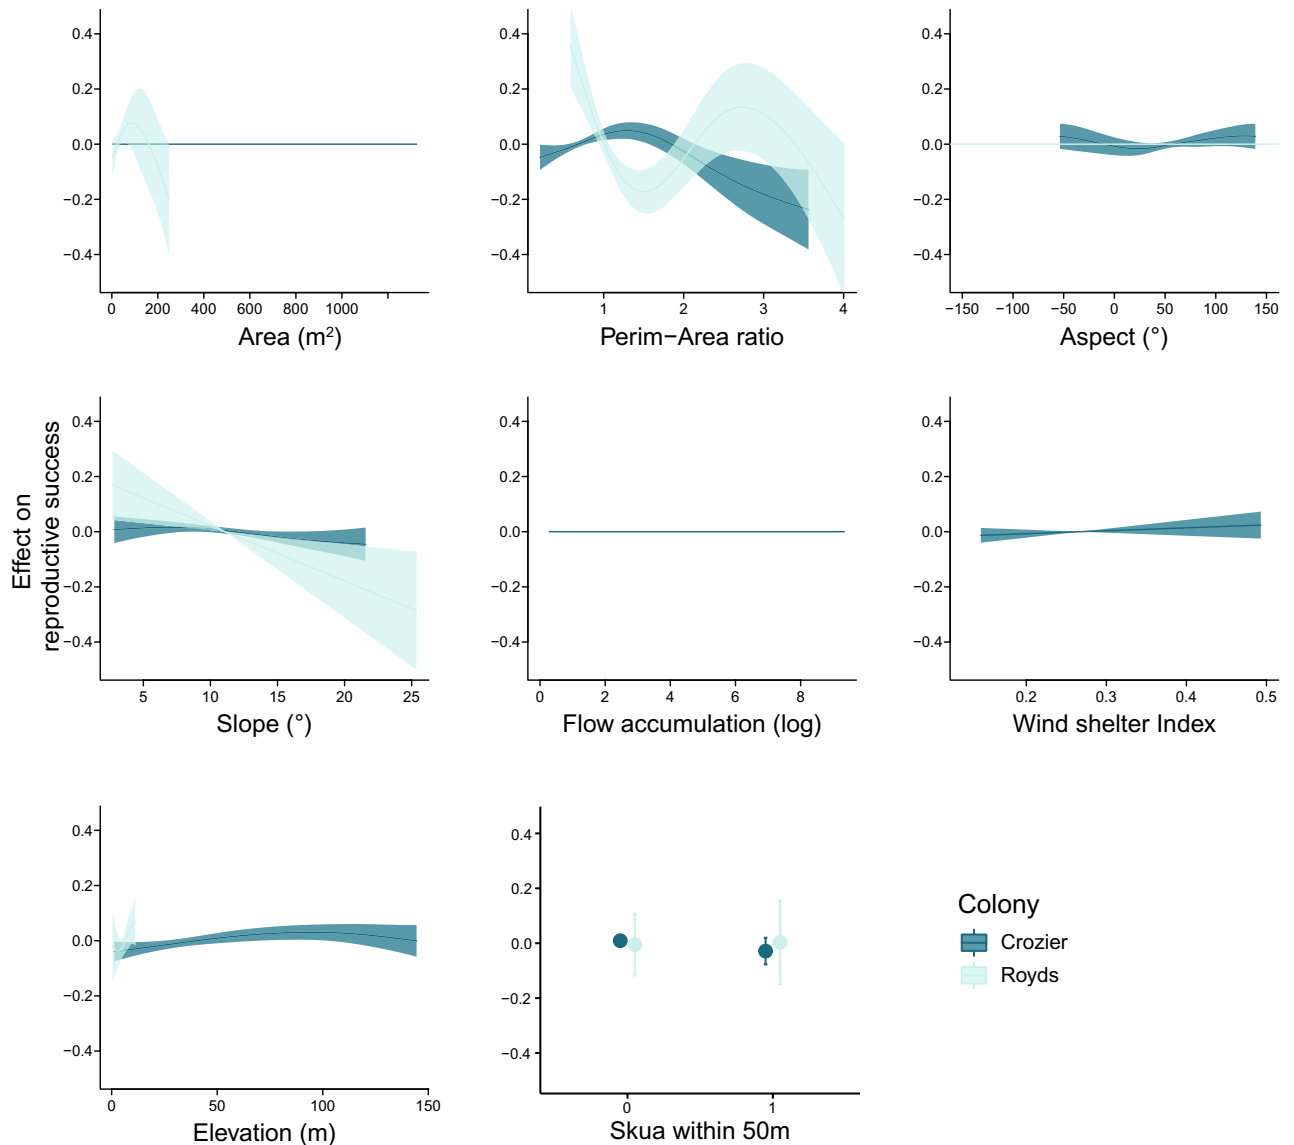 0.4
0.2
0.0
−0.2
−0.4
0 200 400 600 800 1000
Area (m²)
0.4
0.2
0.0
−0.2
−0.4
1 2 3 4
Perim−Area ratio
0.4
0.2
0.0
−0.2
−0.4
−150 −100 −50 0 50 100 150
Aspect (°)
Effect on
reproductive success
0.4
0.2
0.0
−0.2
−0.4
5 10 15 20 25
Slope (°)
0.4
0.2
0.0
−0.2
−0.4
0 2 4 6 8
Flow accumulation (log)
0.4
0.2
0.0
−0.2
−0.4
0.2 0.3 0.4 0.5
Wind shelter Index
0.4
0.2
0.0
−0.2
−0.4
0 50 100 150
Elevation (m)
0.4
0.2
0.0
−0.2
−0.4
0 1
Skua within 50m
Colony
Crozier
Royds